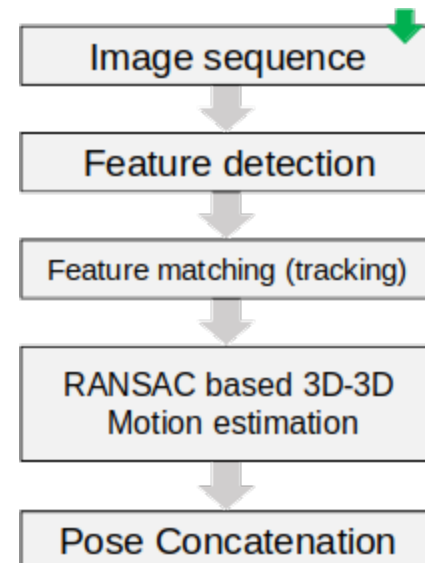 Image sequence
Feature detection
Feature matching (tracking)
RANSAC based 3D-3D
Motion estimation
Pose Concatenation